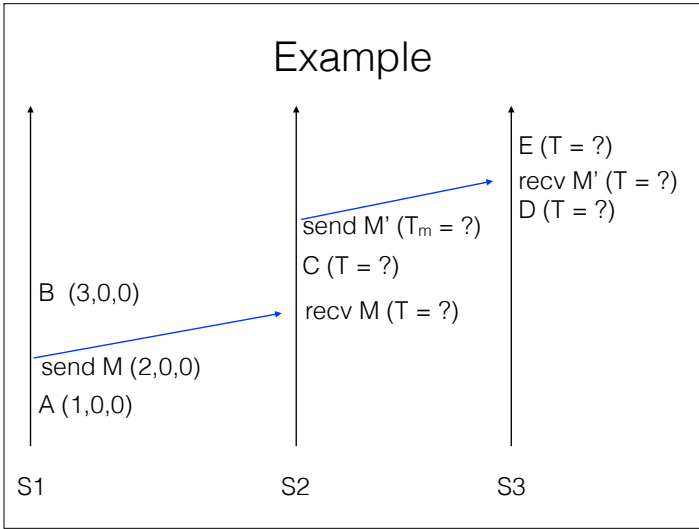 Example
E (T = ?)
recv M’ (T = ?)
D (T = ?)
send M’ (Tₘ = ?)
C (T = ?)
recv M (T = ?)
B (3,0,0)
send M (2,0,0)
A (1,0,0)
S1
S2
S3